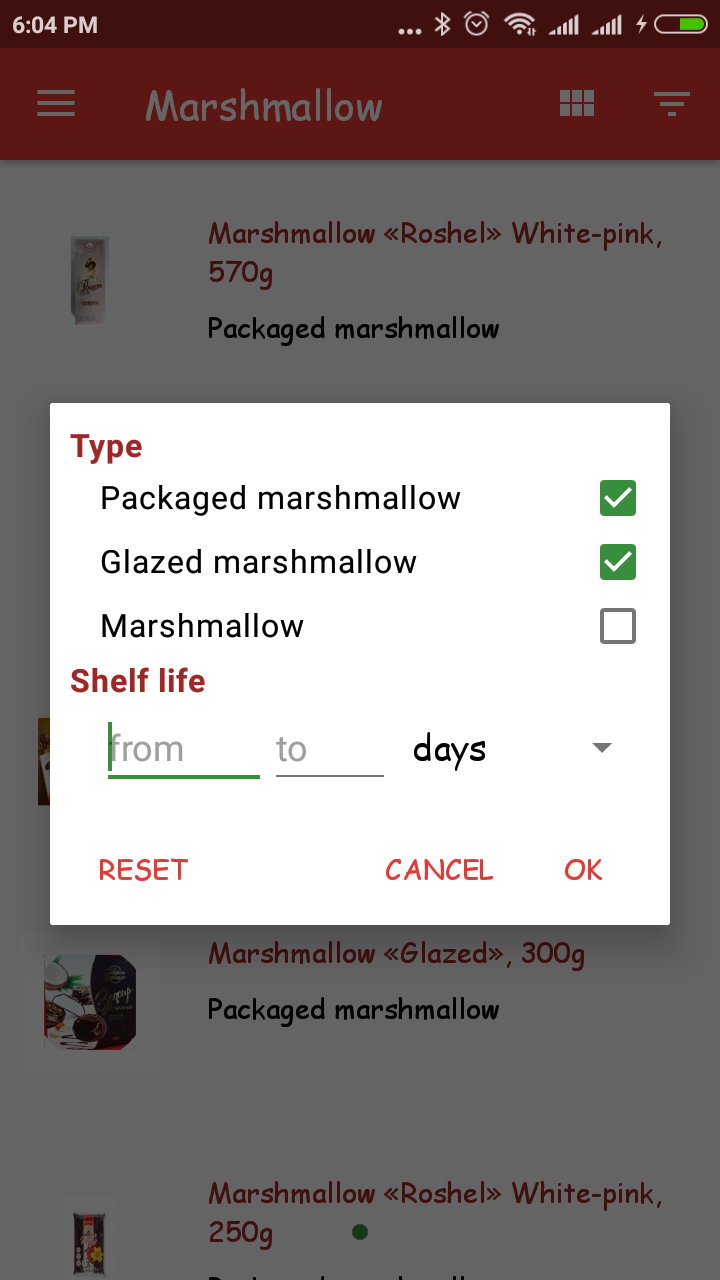 6:04 PM
Marshmallow
Marshmallow «Roshel» White-pink,
570g
Packaged marshmallow
Type
Packaged marshmallow
Glazed marshmallow
Marshmallow
Shelf life
from to days
RESET CANCEL OK
Marshmallow «Glazed», 300g
Packaged marshmallow
Marshmallow «Roshel» White-pink,
250g